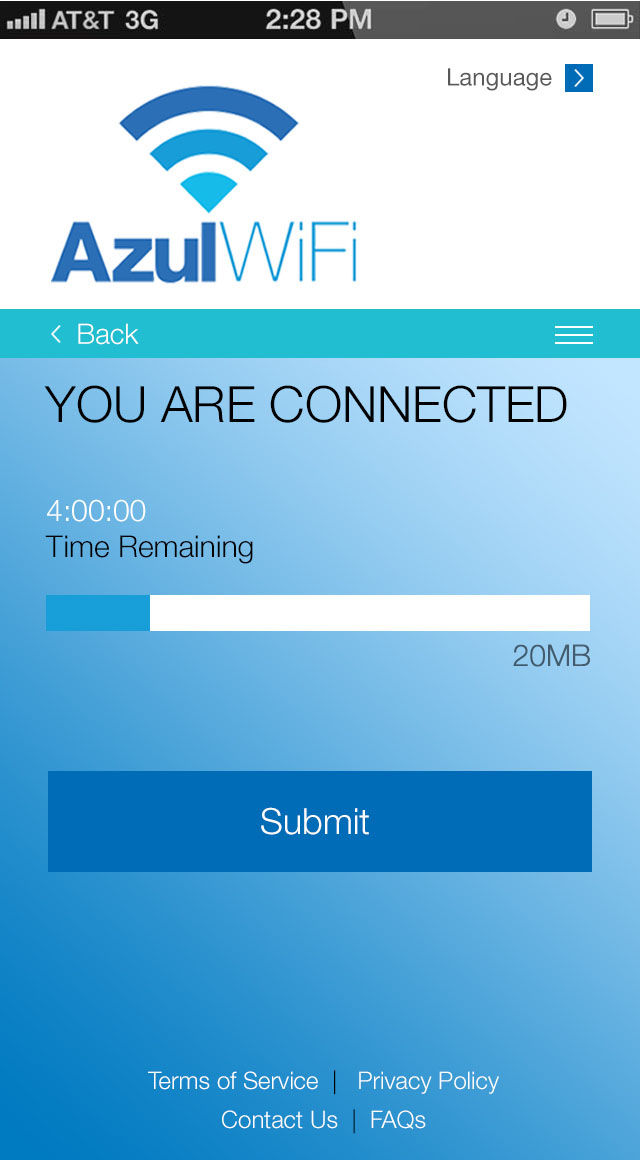 AT&T 3G 2:28 PM
Language
AzulWiFi
Back
YOU ARE CONNECTED
4:00:00
Time Remaining
20MB
Submit
Terms of Service | Privacy Policy
Contact Us | FAQs